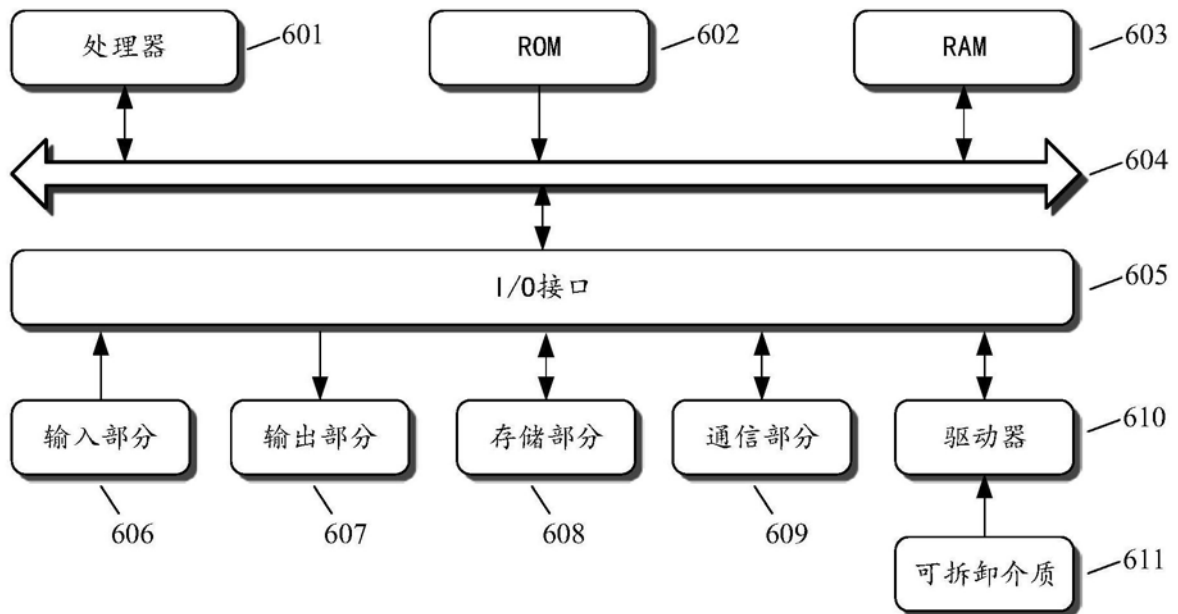 处理器
601
ROM
602
RAM
603
604
I/O接口
605
输入部分
输出部分
存储部分
通信部分
驱动器
610
606
607
608
609
可拆卸介质
611